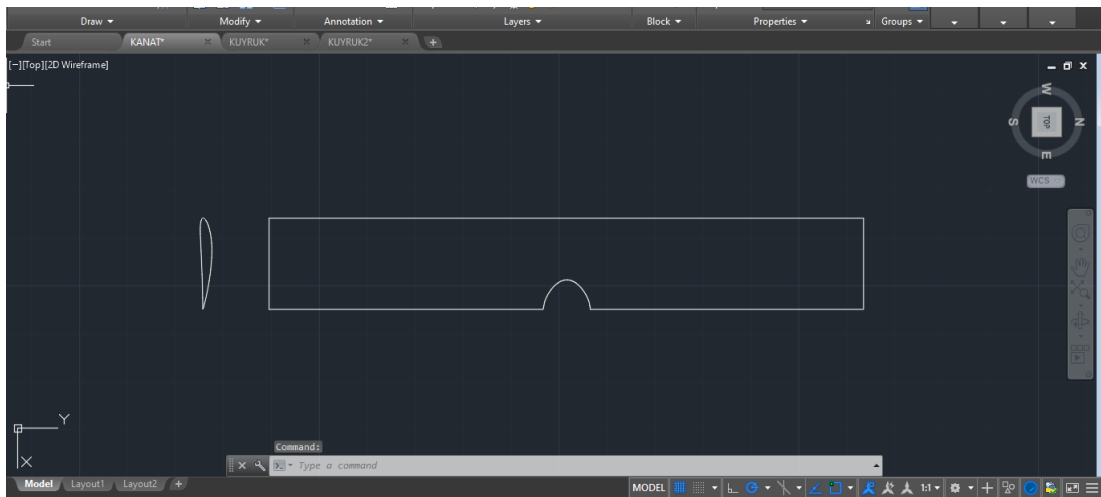 Draw Modify Annotation Layers Block Properties Groups
Start KANAT* KUYRUK* KUYRUK2*
[−][Top][2D Wireframe]
W
S TOP N
E
WCS
Y
X
Command:
Type a command
Model Layout1 Layout2 +
MODEL 1:1